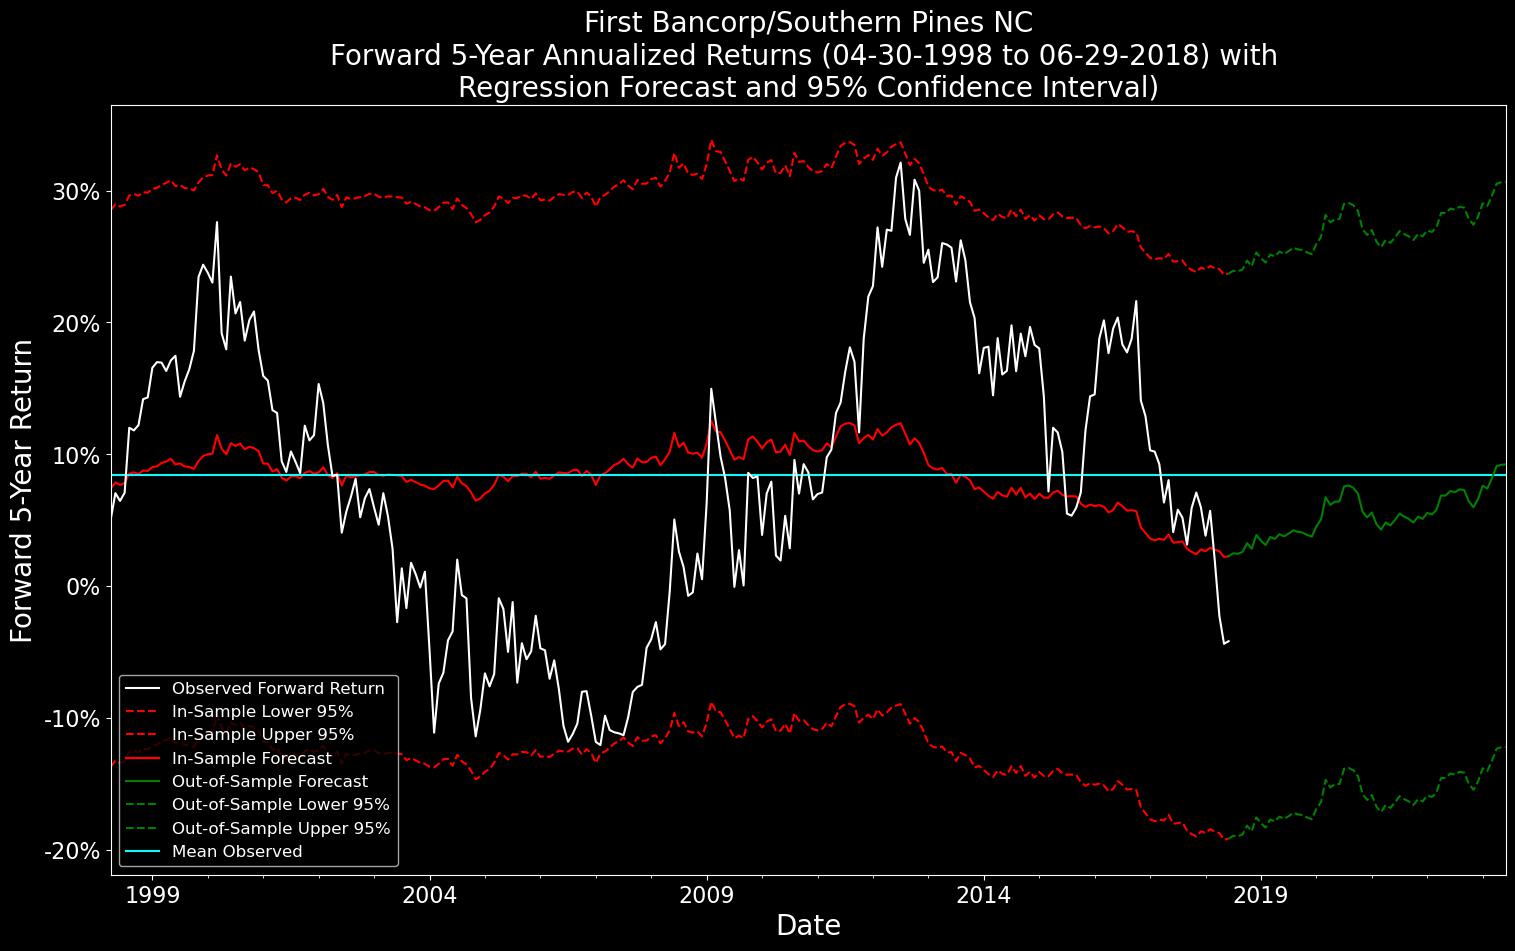 First Bancorp/Southern Pines NC
Forward 5-Year Annualized Returns (04-30-1998 to 06-29-2018) with
Regression Forecast and 95% Confidence Interval)
Forward 5-Year Return
30%
20%
10%
0%
-10%
-20%
Observed Forward Return
In-Sample Lower 95%
In-Sample Upper 95%
In-Sample Forecast
Out-of-Sample Forecast
Out-of-Sample Lower 95%
Out-of-Sample Upper 95%
Mean Observed
1999
2004
2009
2014
2019
Date